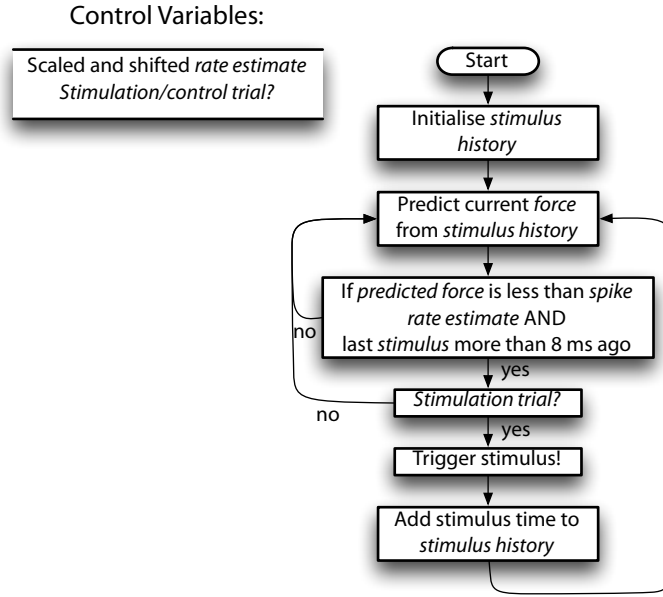 Control Variables:
Scaled and shifted rate estimate
Stimulation/control trial?
Start
Initialise stimulus
history
Predict current force
from stimulus history
If predicted force is less than spike
rate estimate AND
last stimulus more than 8 ms ago
no
yes
Stimulation trial?
no
yes
Trigger stimulus!
Add stimulus time to
stimulus history